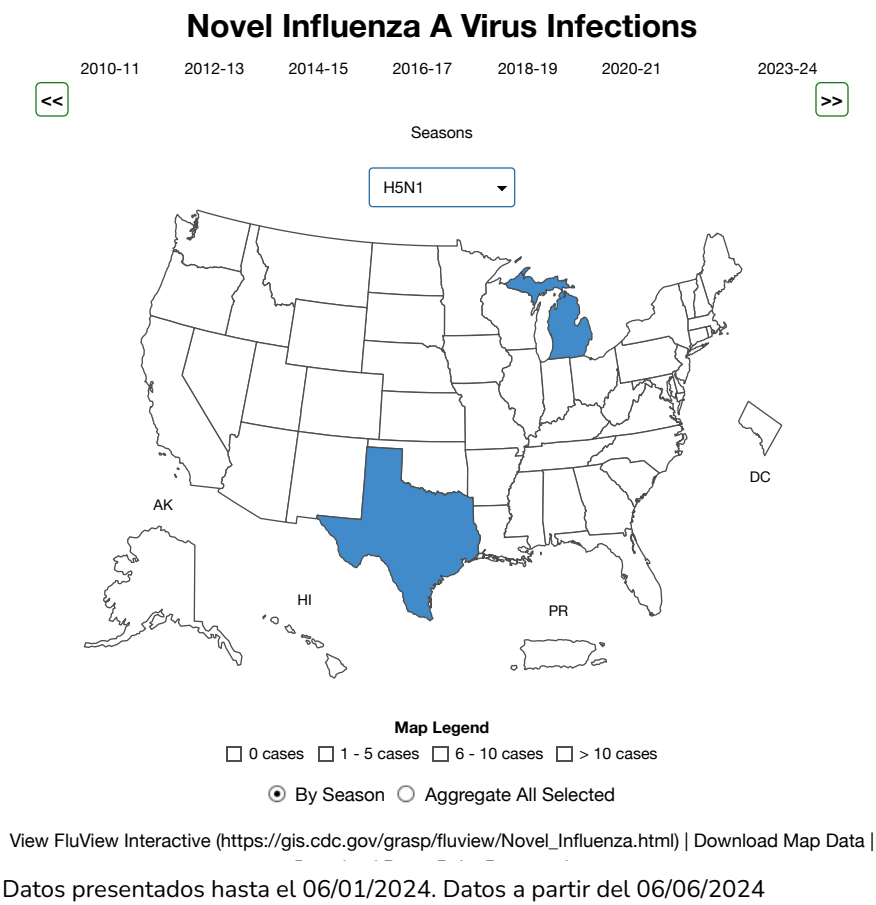 Novel Influenza A Virus Infections
2010-11 2012-13 2014-15 2016-17 2018-19 2020-21 2023-24
<< >>
Seasons
H5N1
AK
HI
PR
DC
Map Legend
0 cases 1 - 5 cases 6 - 10 cases > 10 cases
By Season Aggregate All Selected
View FluView Interactive (https://gis.cdc.gov/grasp/fluview/Novel_Influenza.html) | Download Map Data |
Datos presentados hasta el 06/01/2024. Datos a partir del 06/06/2024